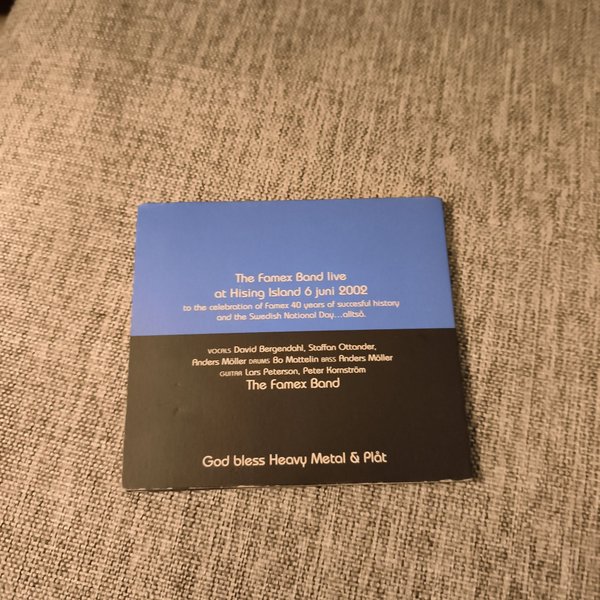 The Famex Band live
at Hising Island 6 juni 2002
to the celebration of Famex 40 years of succesful history
and the Swedish National Day...alltså.
VOCALS David Bergendahl, Staffan Ottander,
Anders Möller DRUMS Bo Mattelin BASS Anders Möller
GUITAR Lars Peterson, Peter Kornström
The Famex Band
God bless Heavy Metal & Plåt